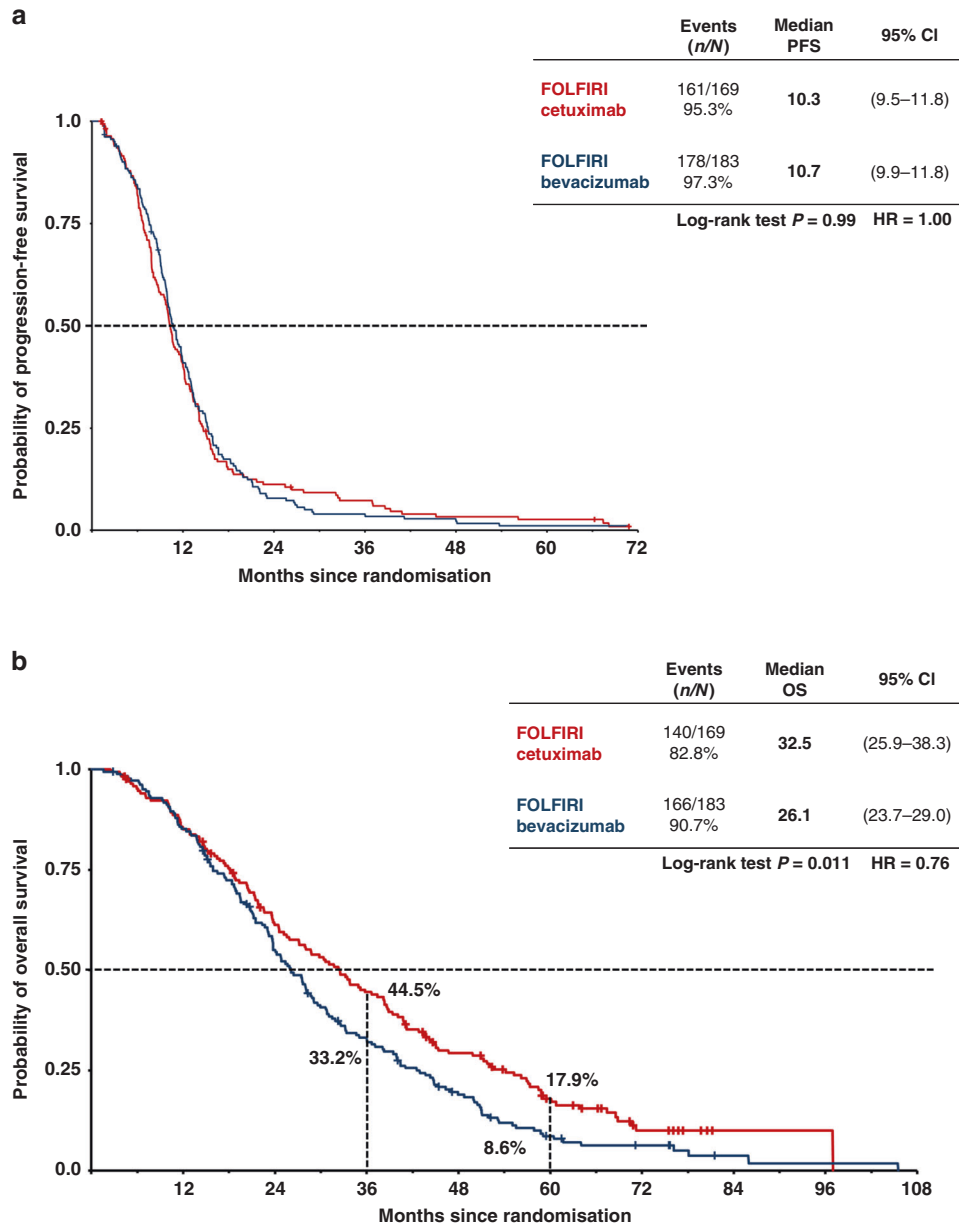 a
Events Median 95% CI
(n/N) PFS
FOLFIRI 161/169 10.3 (9.5–11.8)
cetuximab 95.3%
FOLFIRI 178/183 10.7 (9.9–11.8)
bevacizumab 97.3%
Log-rank test P = 0.99 HR = 1.00
Probability of progression-free survival
1.0
0.75
0.50
0.25
0.0
12 24 36 48 60 72
Months since randomisation
b
Events Median 95% CI
(n/N) OS
FOLFIRI 140/169 32.5 (25.9–38.3)
cetuximab 82.8%
FOLFIRI 166/183 26.1 (23.7–29.0)
bevacizumab 90.7%
Log-rank test P = 0.011 HR = 0.76
Probability of overall survival
1.0
0.75
0.50
0.25
0.0
44.5%
33.2%
17.9%
8.6%
12 24 36 48 60 72 84 96 108
Months since randomisation